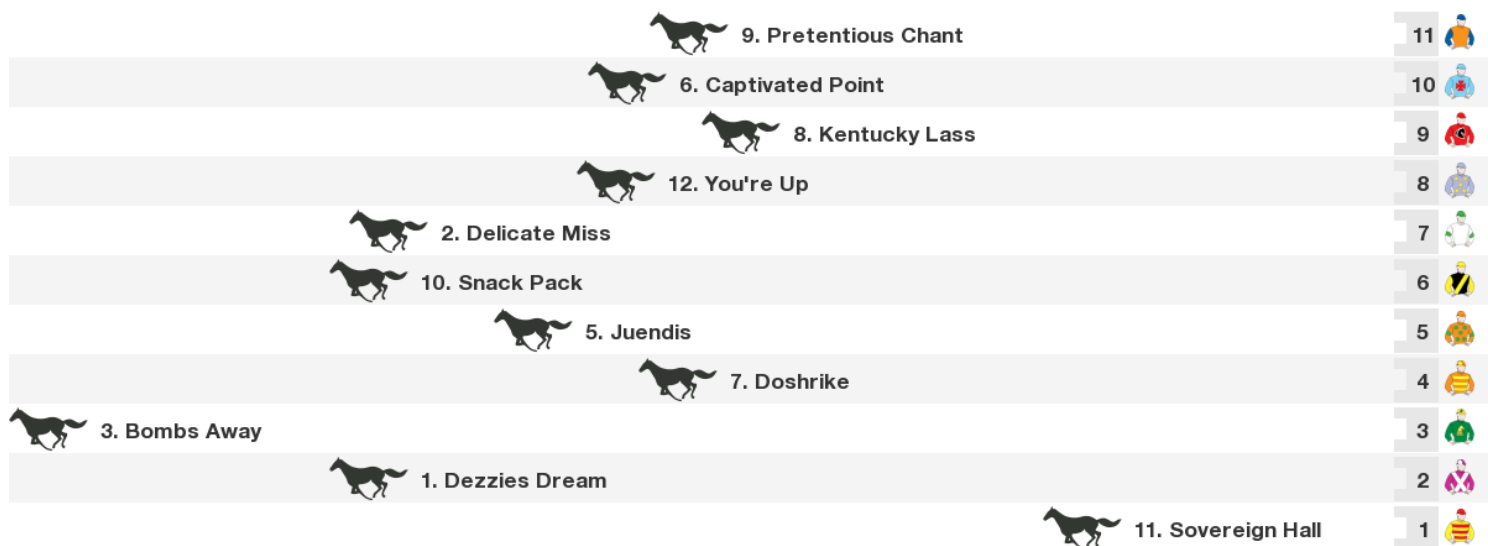 9. Pretentious Chant 11
6. Captivated Point 10
8. Kentucky Lass 9
12. You're Up 8
2. Delicate Miss 7
10. Snack Pack 6
5. Juendis 5
7. Doshrike 4
3. Bombs Away 3
1. Dezzies Dream 2
11. Sovereign Hall 1